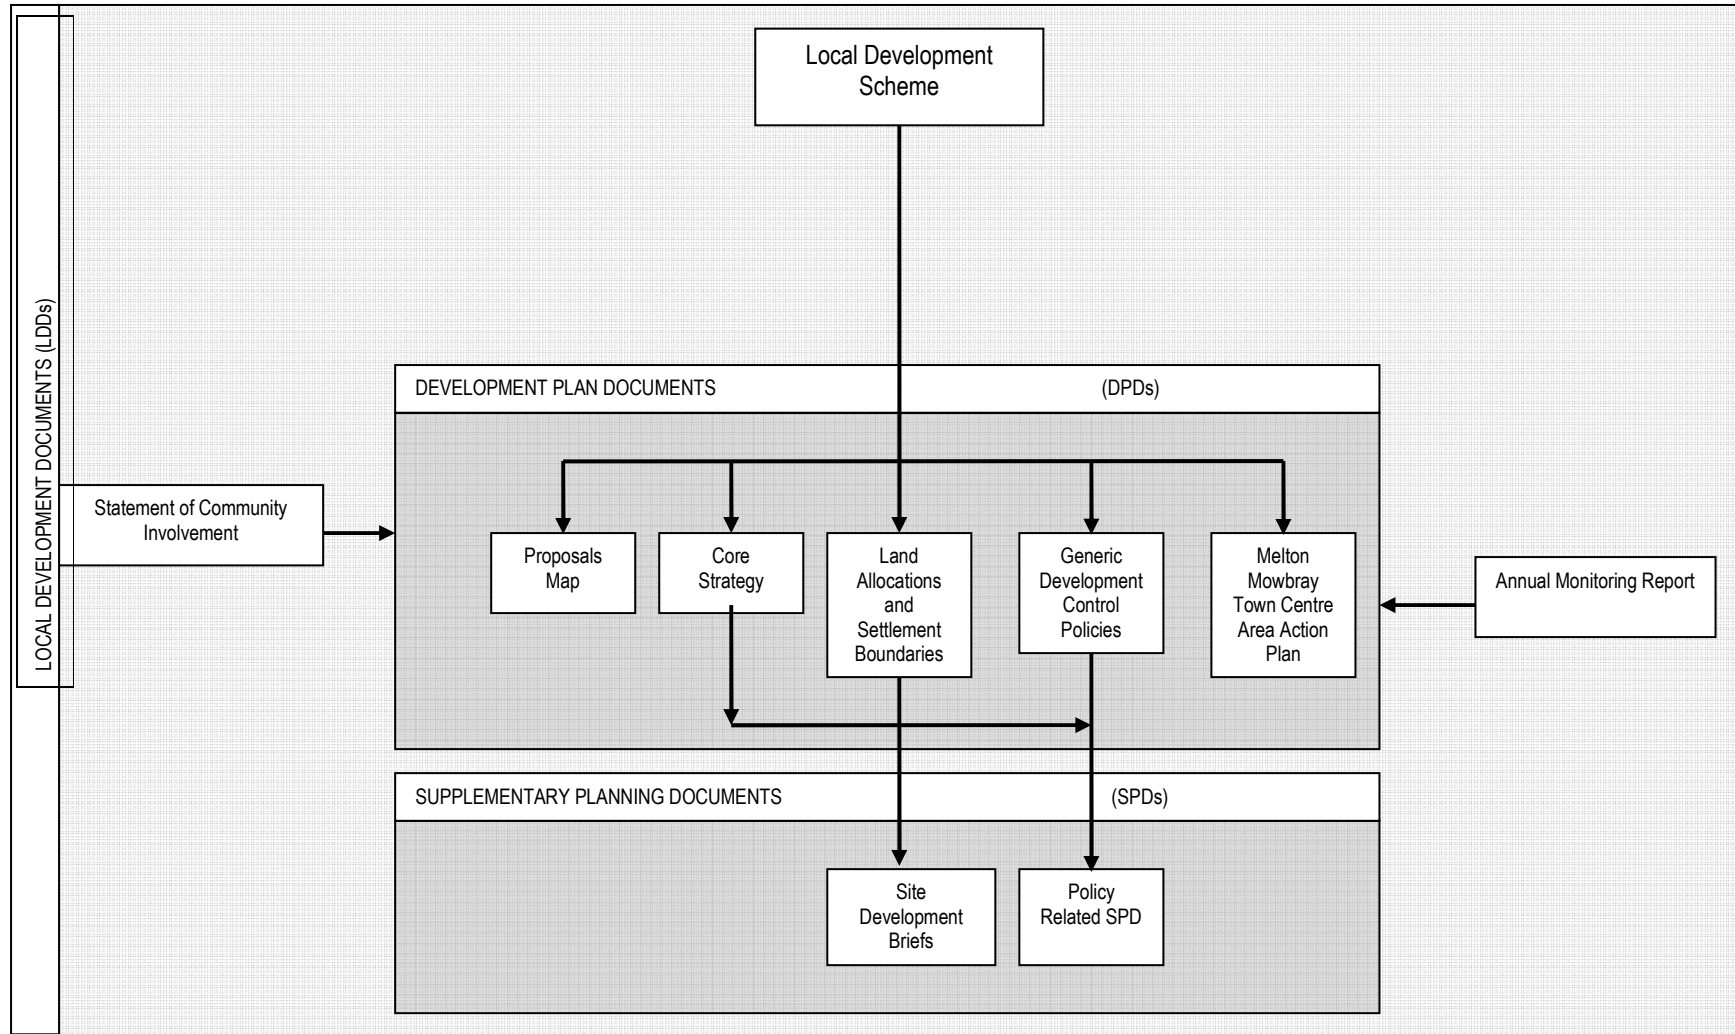 Local Development
Scheme
LOCAL DEVELOPMENT DOCUMENTS (LDDs)
DEVELOPMENT PLAN DOCUMENTS (DPDs)
Statement of Community
Involvement
Proposals
Map
Core
Strategy
Land
Allocations
and
Settlement
Boundaries
Generic
Development
Control
Policies
Melton
Mowbray
Town Centre
Area Action
Plan
Annual Monitoring Report
SUPPLEMENTARY PLANNING DOCUMENTS (SPDs)
Site
Development
Briefs
Policy
Related SPD